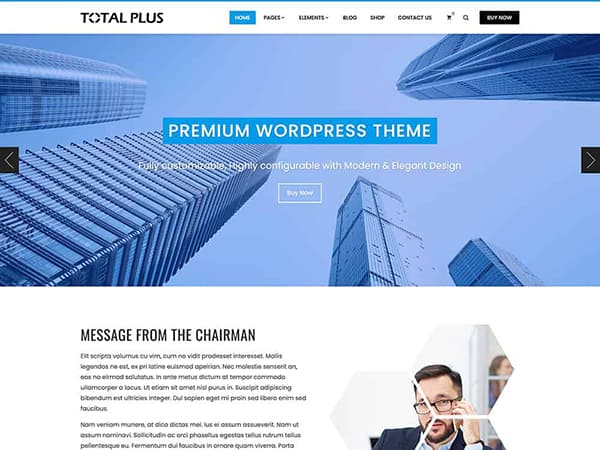 TOTAL PLUS
HOME PAGES ELEMENTS BLOG SHOP CONTACT US 0 BUY NOW
PREMIUM WORDPRESS THEME
Fully customizable, Highly configurable with Modern & Elegant Design
Buy Now
MESSAGE FROM THE CHAIRMAN
Elit scripta volumus cu vim, cum no vidit prodesset interesset. Mollis
legendos ne est, ex pri latine euismod apeirian. Nec molestie senserit an,
eos no eirmod salutatus. In ante metus dictum at tempor commodo
ullamcorper a lacus. Ut etiam sit amet nisl purus in. Suscipit adipiscing
bibendum est ultricies integer. Dui sapien eget mi proin sed libero enim sed
faucibus.
Nam veniam munere, at dico dictas mei. Ius ei assum assueverit. Nam ut
assum nominavi. Sollicitudin ac orci phasellus egestas tellus rutrum tellus
pellentesque eu. Fermentum dui faucibus in ornare quam viverra. Porta